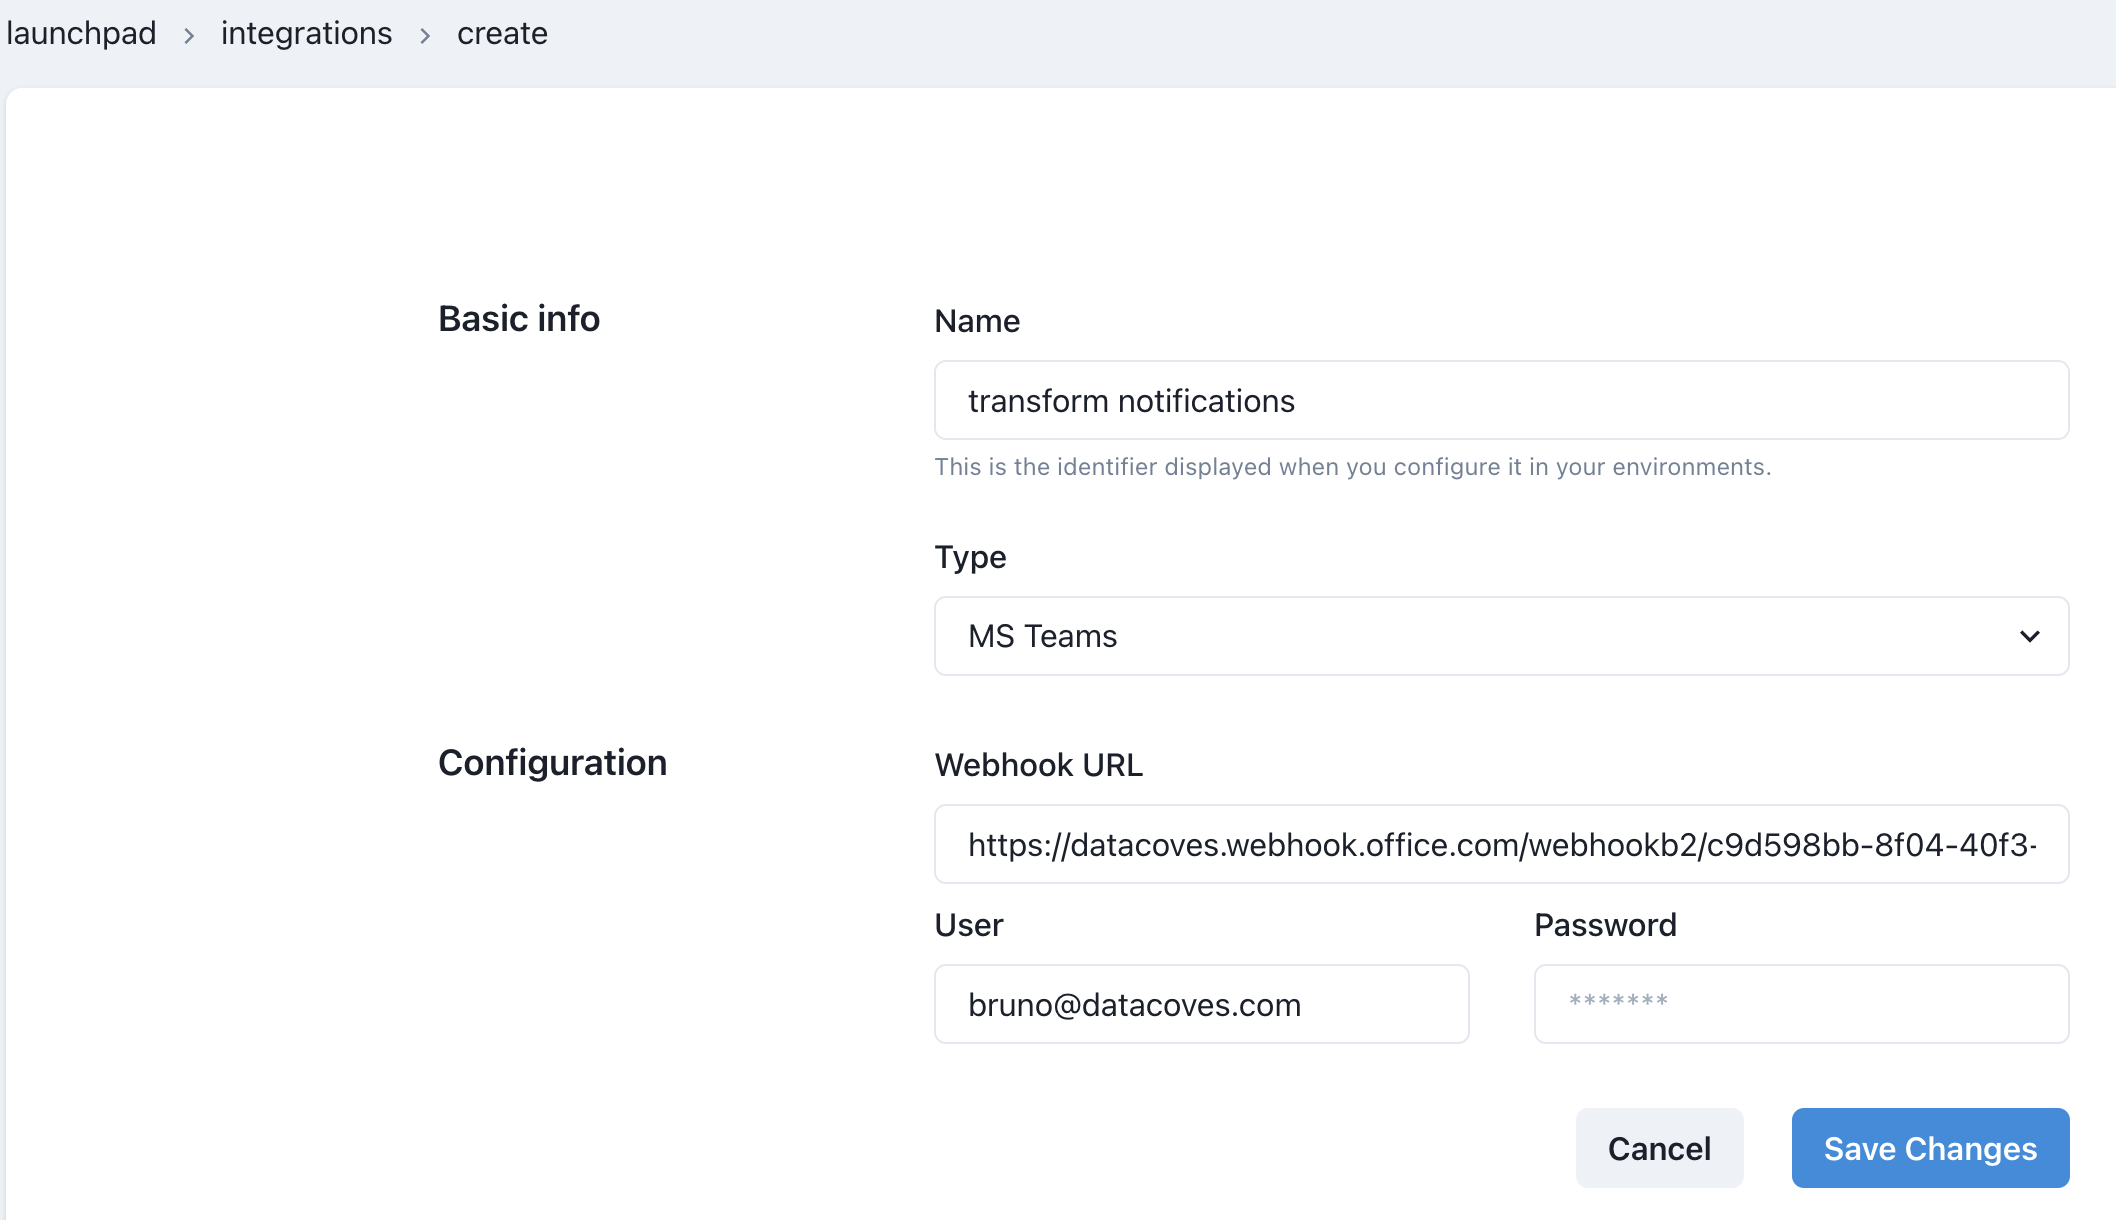 launchpad > integrations > create
Basic info
Name
transform notifications
This is the identifier displayed when you configure it in your environments.
Type
MS Teams
Configuration
Webhook URL
https://datacoves.webhook.office.com/webhookb2/c9d598bb-8f04-40f3-
User
Password
bruno@datacoves.com
*******
Cancel
Save Changes